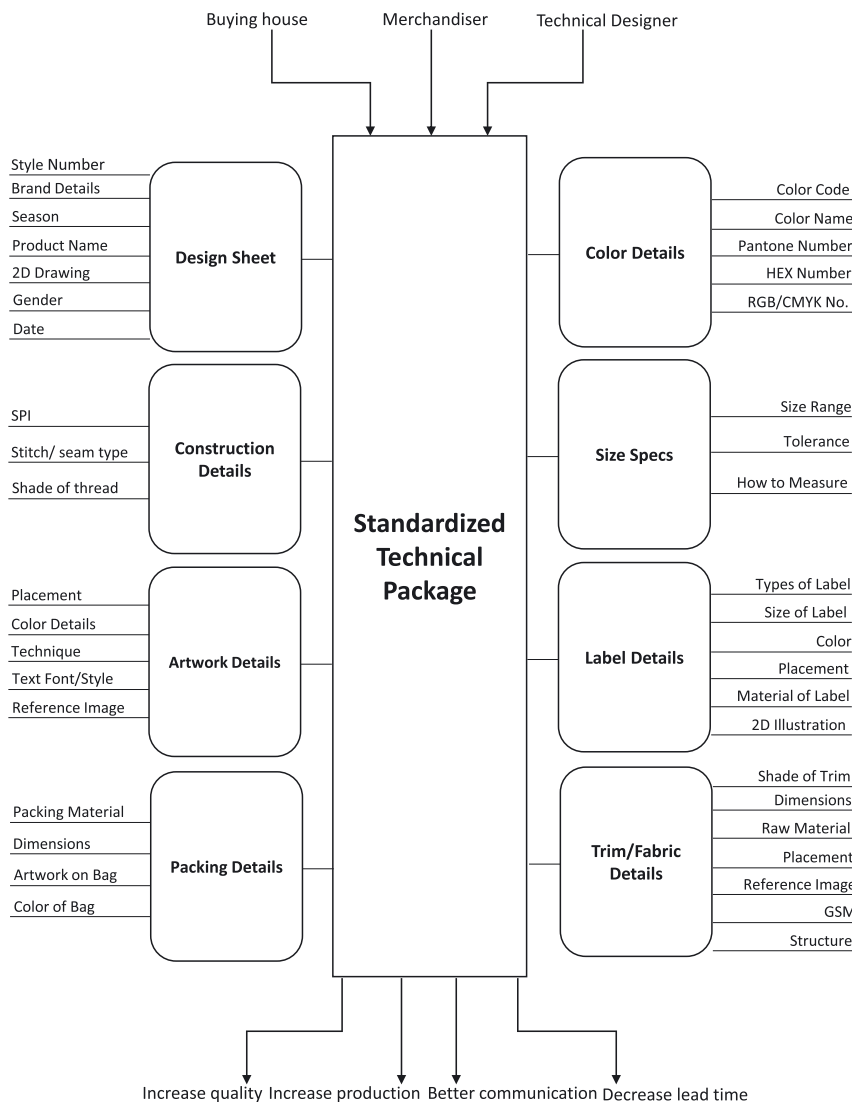 Buying house
Merchandiser
Technical Designer
Style Number
Brand Details
Season
Product Name
2D Drawing
Gender
Date
Design Sheet
SPI
Stitch/ seam type
Shade of thread
Construction
Details
Placement
Color Details
Technique
Text Font/Style
Reference Image
Artwork Details
Packing Material
Dimensions
Artwork on Bag
Color of Bag
Packing Details
Standardized
Technical
Package
Color Details
Color Code
Color Name
Pantone Number
HEX Number
RGB/CMYK No.
Size Specs
Size Range
Tolerance
How to Measure
Label Details
Types of Label
Size of Label
Color
Placement
Material of Label
2D Illustration
Trim/Fabric
Details
Shade of Trim
Dimensions
Raw Material
Placement
Reference Image
GSM
Structure
Increase quality
Increase production
Better communication
Decrease lead time